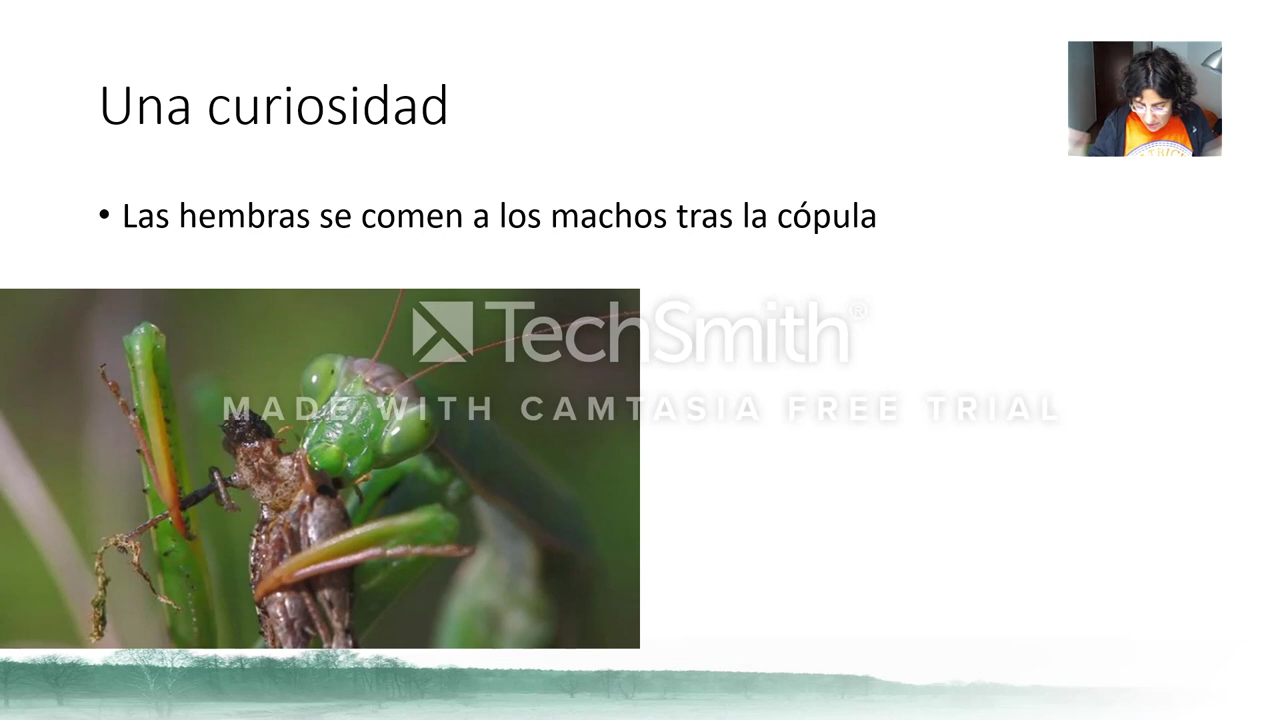 Una curiosidad
• Las hembras se comen a los machos tras la cópula
TechSmith®
MADE WITH CAMTASIA FREE TRIAL